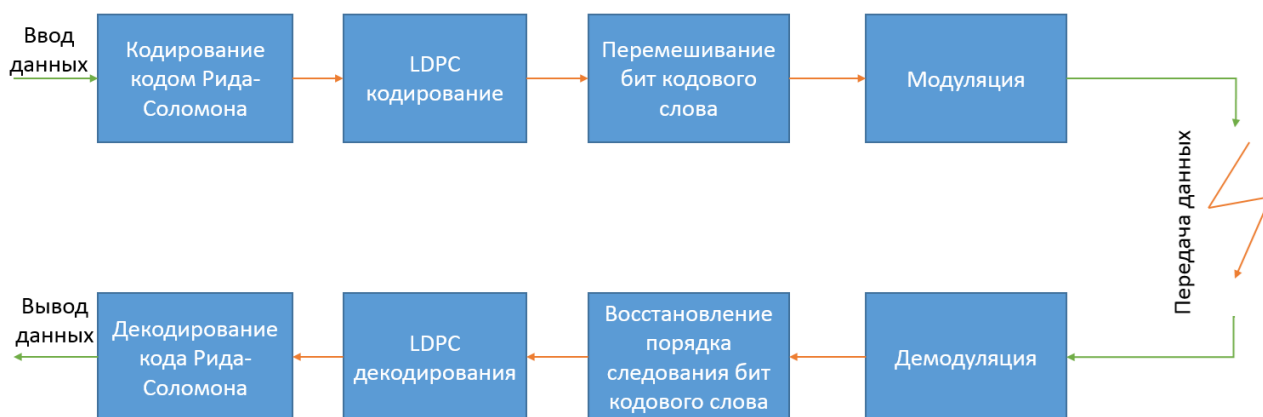 Ввод
данных
Кодирование
кодом Рида-
Соломона
LDPC
кодирование
Перемешивание
бит кодового
слова
Модуляция
Передача данных
Вывод
данных
Декодирование
кода Рида-
Соломона
LDPC
декодирования
Восстановление
порядка
следования бит
кодового слова
Демодуляция